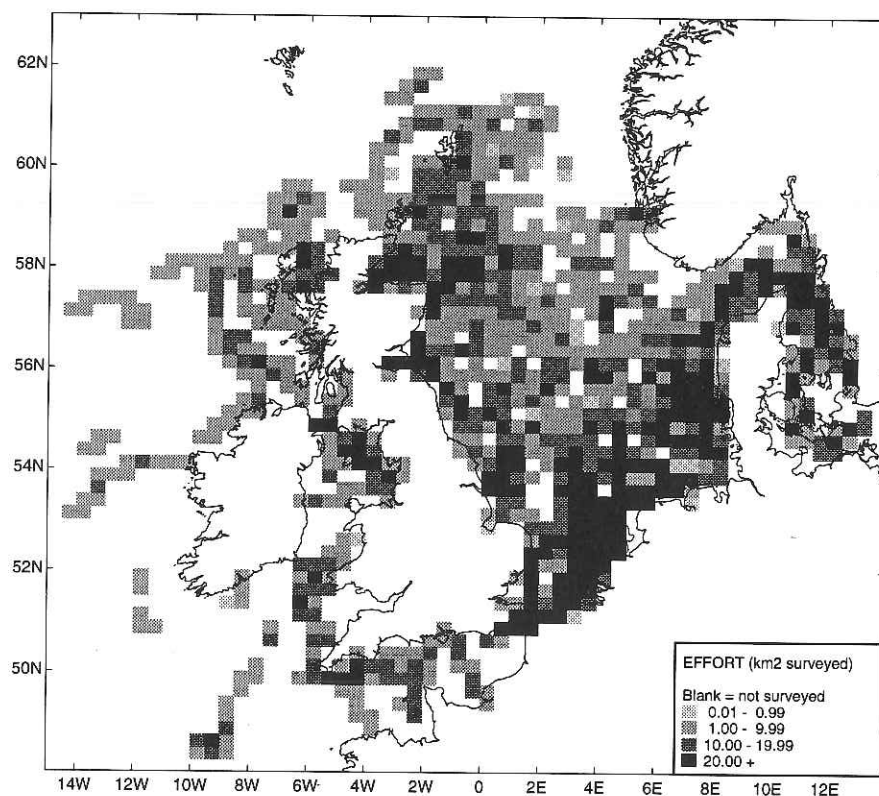 62N
60N
58N
56N
54N
52N
50N
EFFORT (km2 surveyed)
Blank = not surveyed
0.01 - 0.99
1.00 - 9.99
10.00 - 19.99
20.00 +
14W 12W 10W 8W 6W 4W 2W 0 2E 4E 6E 8E 10E 12E